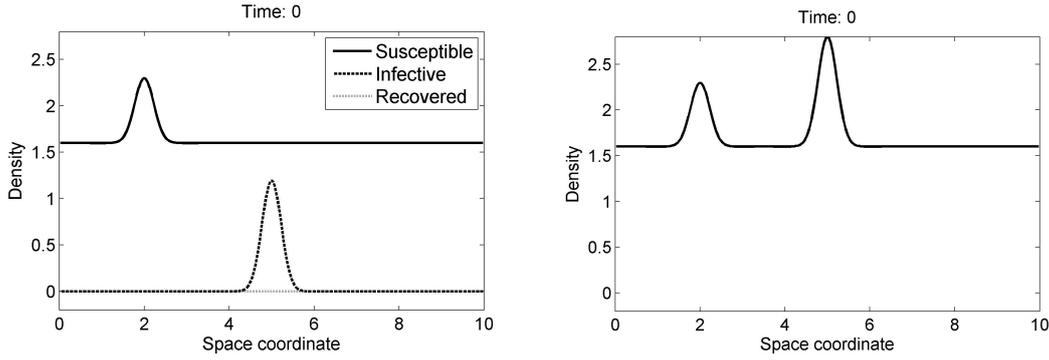 Time: 0
Density
2.5
2
1.5
1
0.5
0
0 2 4 6 8 10
Space coordinate
Susceptible
Infective
Recovered
Time: 0
Density
2.5
2
1.5
1
0.5
0
0 2 4 6 8 10
Space coordinate